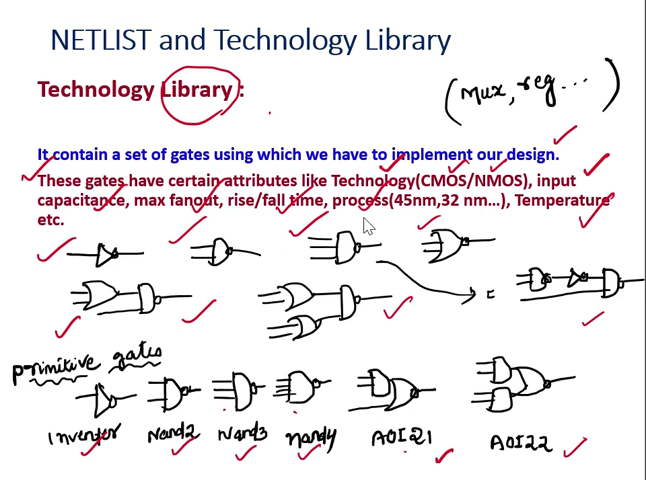 NETLIST and Technology Library
Technology Library :
(Mux, reg...)
It contain a set of gates using which we have to implement our design.
These gates have certain attributes like Technology(CMOS/NMOS), input
capacitance, max fanout, rise/fall time, process(45nm,32 nm...), Temperature
etc.
=
primitive gates
Inventer Nand2 Nand3 nand4 AOI21 AOI22